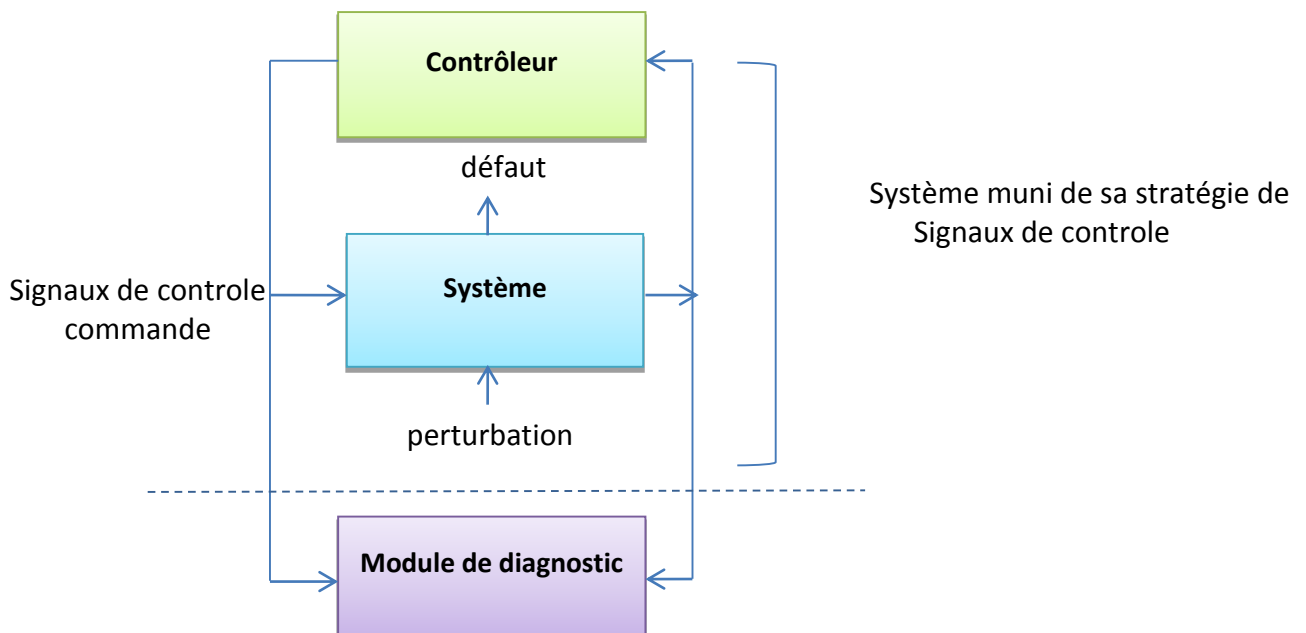 Contrôleur
défaut
Système muni de sa stratégie de
Signaux de controle
Système
Signaux de controle
commande
perturbation
Module de diagnostic